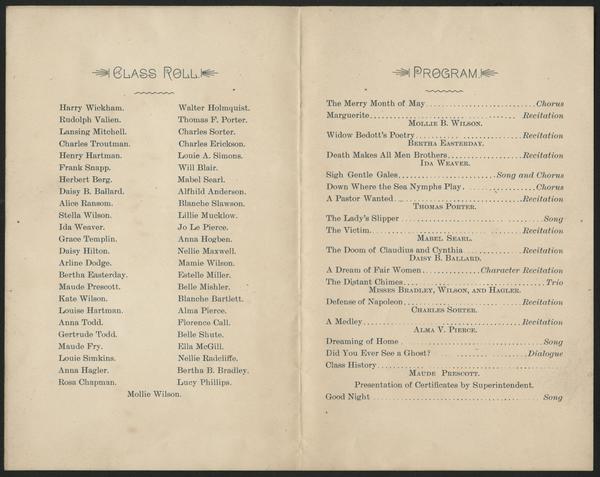 Class Roll.
Harry Wickham.
Rudolph Valien.
Lansing Mitchell.
Charles Troutman.
Henry Hartman.
Frank Snapp.
Herbert Berg.
Daisy B. Ballard.
Alice Ransom.
Stella Wilson.
Ida Weaver.
Grace Templin.
Daisy Hilton.
Arline Dodge.
Bertha Easterday.
Maude Prescott.
Kate Wilson.
Louise Hartman.
Anna Todd.
Gertrude Todd.
Maude Fry.
Louie Simkins.
Anna Hagler.
Rosa Chapman.
Walter Holmquist.
Thomas F. Porter.
Charles Sorter.
Charles Erickson.
Louie A. Simons.
Will Blair.
Mabel Searl.
Alfhild Anderson.
Blanche Slawson.
Lillie Mucklow.
Jo Le Pierce.
Anna Hogben.
Nellie Maxwell.
Mamie Wilson.
Estelle Miller.
Belle Mishler.
Blanche Bartlett.
Alma Pierce.
Florence Call.
Belle Shute.
Ella McGill.
Nellie Radcliffe.
Bertha B. Bradley.
Lucy Phillips.
Mollie Wilson.
Program.
The Merry Month of May Chorus
Marguerite Recitation
Mollie B. Wilson.
Widow Bedott's Poetry Recitation
Bertha Easterday.
Death Makes All Men Brothers Recitation
Ida Weaver.
Sigh Gentle Gales Song and Chorus
Down Where the Sea Nymphs Play Chorus
A Pastor Wanted Recitation
Thomas Porter.
The Lady's Slipper Song
The Victim Recitation
Mabel Searl.
The Doom of Claudius and Cynthia Recitation
Daisy B. Ballard.
A Dream of Fair Women Character Recitation
The Distant Chimes Trio
Misses Bradley, Wilson, and Hagler.
Defense of Napoleon Recitation
Charles Sorter.
A Medley Recitation
Alma V. Pierce.
Dreaming of Home Song
Did You Ever See a Ghost? Dialogue
Class History
Maude Prescott.
Presentation of Certificates by Superintendent.
Good Night Song